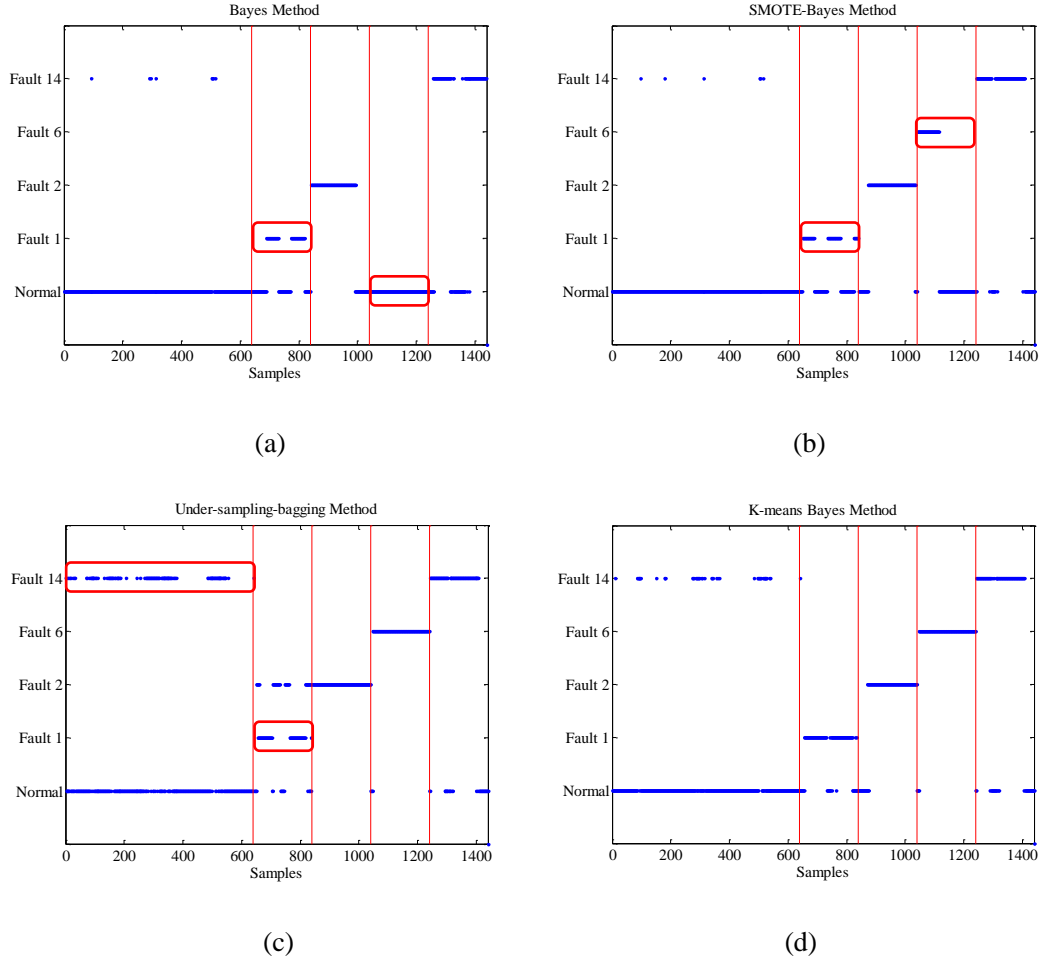 Bayes Method
Fault 14
Fault 6
Fault 2
Fault 1
Normal
0 200 400 600 800 1000 1200 1400
Samples
(a)
SMOTE-Bayes Method
Fault 14
Fault 6
Fault 2
Fault 1
Normal
0 200 400 600 800 1000 1200 1400
Samples
(b)
Under-sampling-bagging Method
Fault 14
Fault 6
Fault 2
Fault 1
Normal
0 200 400 600 800 1000 1200 1400
Samples
(c)
K-means Bayes Method
Fault 14
Fault 6
Fault 2
Fault 1
Normal
0 200 400 600 800 1000 1200 1400
Samples
(d)